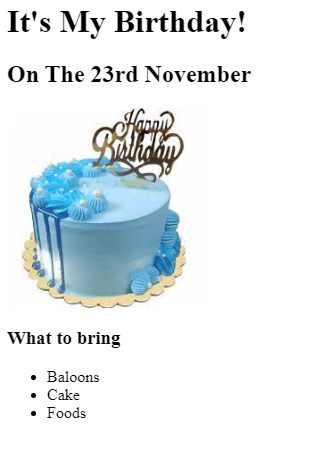 It's My Birthday!
On The 23rd November
Happy
Birthday
What to bring
Baloons
Cake
Foods